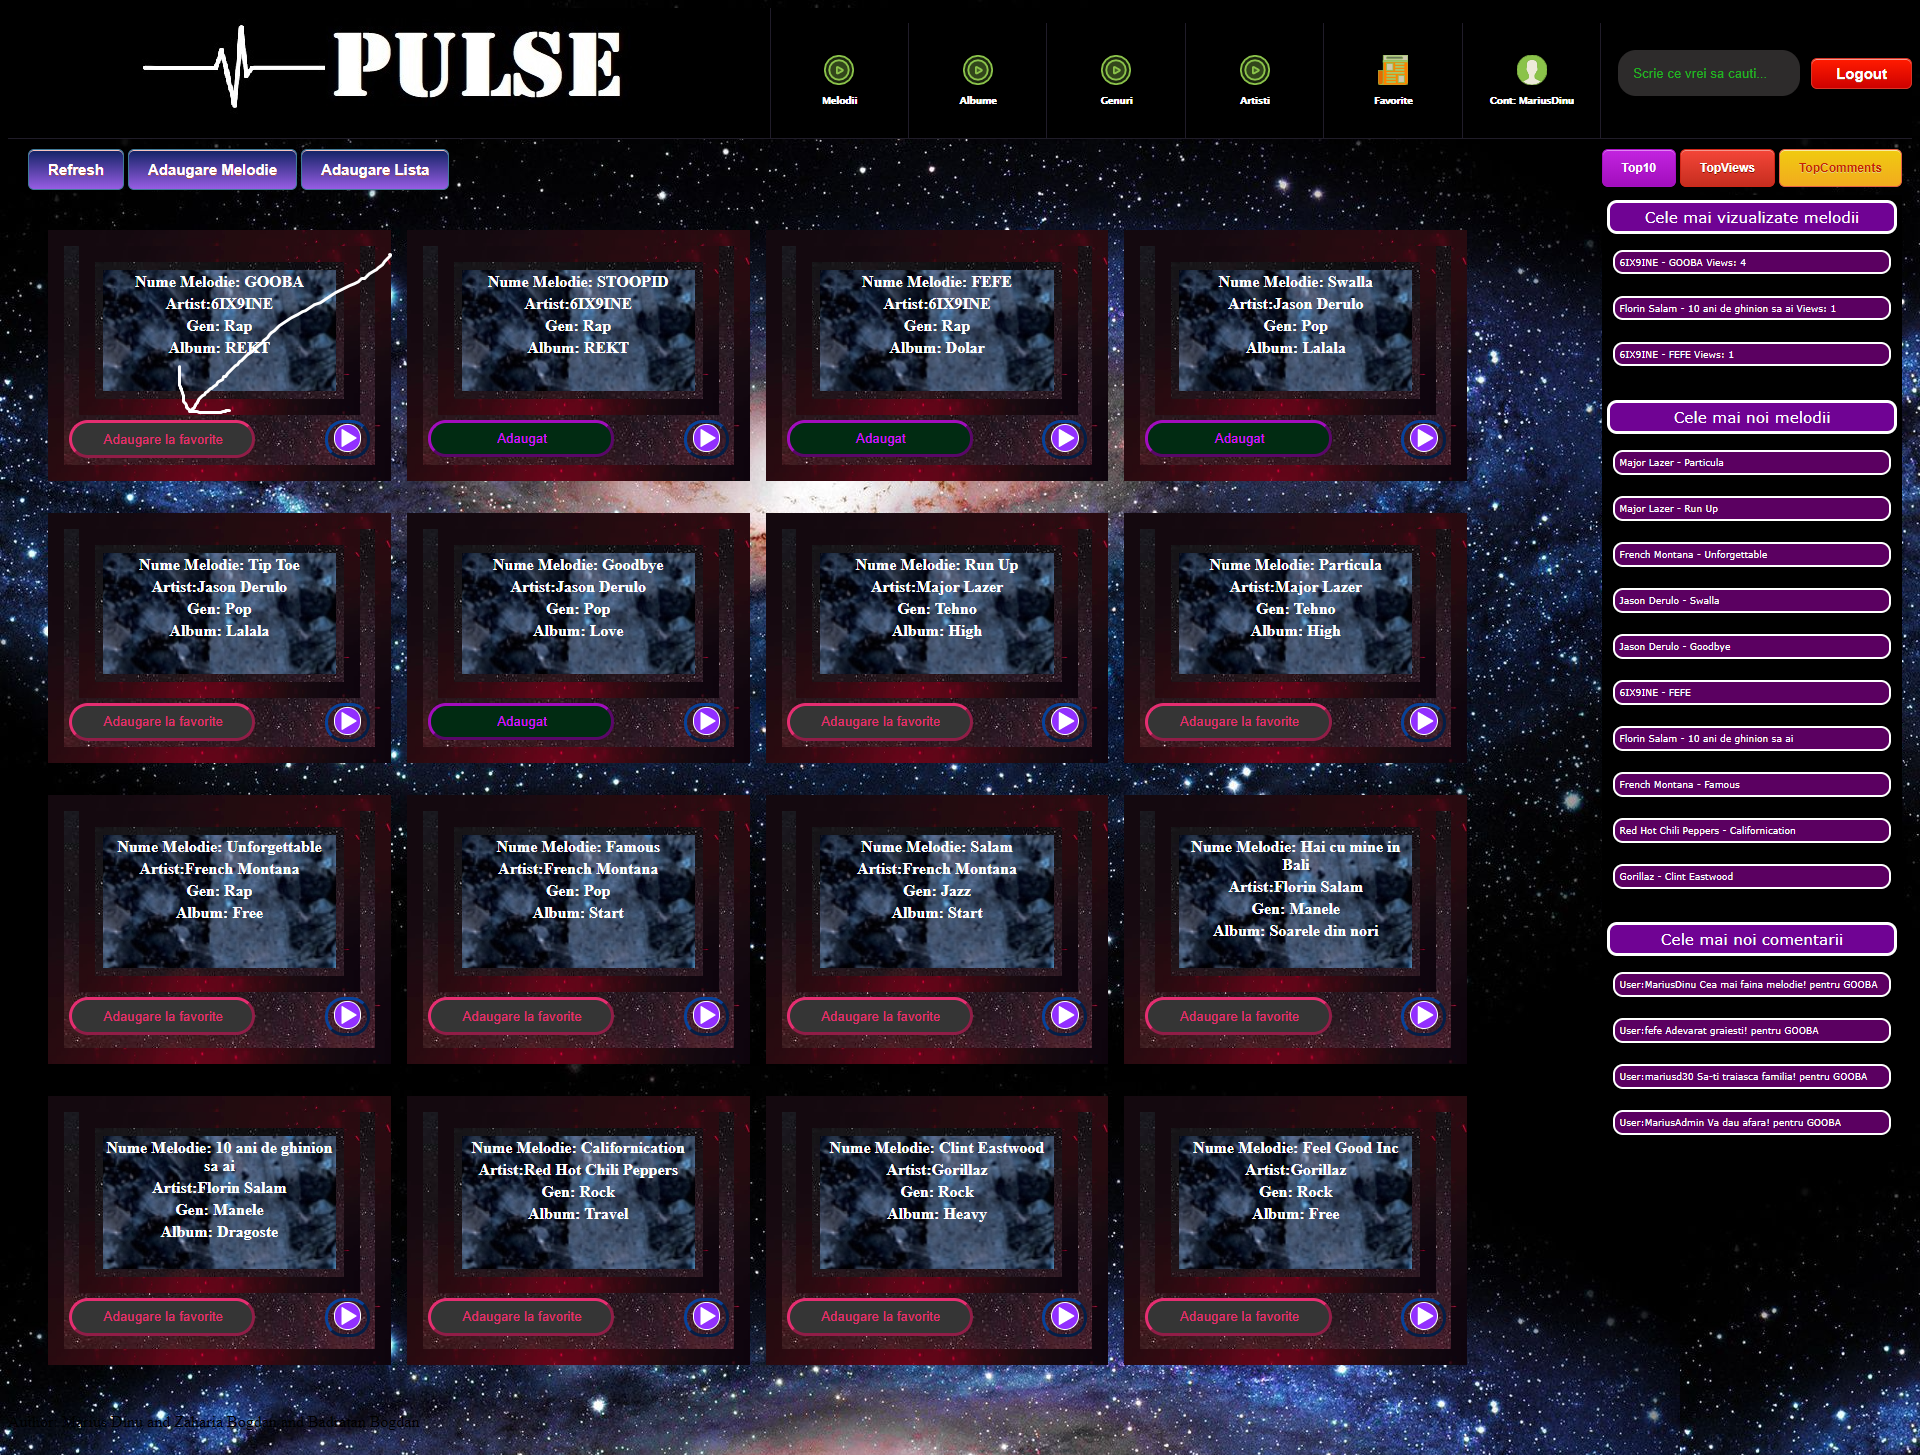 PULSE
Melodii
Albume
Genuri
Artisti
Favorite
Cont: MariusDinu
Scrie ce vrei sa cauti...
Logout
Refresh
Adaugare Melodie
Adaugare Lista
Top10
TopViews
TopComments
Nume Melodie: GOOBA
Artist:6IX9INE
Gen: Rap
Album: REKT
Adaugare la favorite
Nume Melodie: STOOPID
Artist:6IX9INE
Gen: Rap
Album: REKT
Adaugat
Nume Melodie: FEFE
Artist:6IX9INE
Gen: Rap
Album: Dolar
Adaugat
Nume Melodie: Swalla
Artist:Jason Derulo
Gen: Pop
Album: Lalala
Adaugat
Nume Melodie: Tip Toe
Artist:Jason Derulo
Gen: Pop
Album: Lalala
Adaugare la favorite
Nume Melodie: Goodbye
Artist:Jason Derulo
Gen: Pop
Album: Love
Adaugat
Nume Melodie: Run Up
Artist:Major Lazer
Gen: Tehno
Album: High
Adaugare la favorite
Nume Melodie: Particula
Artist:Major Lazer
Gen: Tehno
Album: High
Adaugare la favorite
Nume Melodie: Unforgettable
Artist:French Montana
Gen: Rap
Album: Free
Adaugare la favorite
Nume Melodie: Famous
Artist:French Montana
Gen: Pop
Album: Start
Adaugare la favorite
Nume Melodie: Salam
Artist:French Montana
Gen: Jazz
Album: Start
Adaugare la favorite
Nume Melodie: Hai cu mine in
Bali
Artist:Florin Salam
Gen: Manele
Album: Soarele din nori
Adaugare la favorite
Nume Melodie: 10 ani de ghinion
sa ai
Artist:Florin Salam
Gen: Manele
Album: Dragoste
Adaugare la favorite
Nume Melodie: Californication
Artist:Red Hot Chili Peppers
Gen: Rock
Album: Travel
Adaugare la favorite
Nume Melodie: Clint Eastwood
Artist:Gorillaz
Gen: Rock
Album: Heavy
Adaugare la favorite
Nume Melodie: Feel Good Inc
Artist:Gorillaz
Gen: Rock
Album: Free
Adaugare la favorite
Cele mai vizualizate melodii
6IX9INE - GOOBA Views: 4
Florin Salam - 10 ani de ghinion sa ai Views: 1
6IX9INE - FEFE Views: 1
Cele mai noi melodii
Major Lazer - Particula
Major Lazer - Run Up
French Montana - Unforgettable
Jason Derulo - Swalla
Jason Derulo - Goodbye
6IX9INE - FEFE
Florin Salam - 10 ani de ghinion sa ai
French Montana - Famous
Red Hot Chili Peppers - Californication
Gorillaz - Clint Eastwood
Cele mai noi comentarii
User:MariusDinu Cea mai faina melodie! pentru GOOBA
User:fefe Adevarat graiesti! pentru GOOBA
User:mariusd30 Sa-ti traiasca familia! pentru GOOBA
User:MariusAdmin Va dau afara! pentru GOOBA
Dinu and Zaharia Bogdan and Bogdan